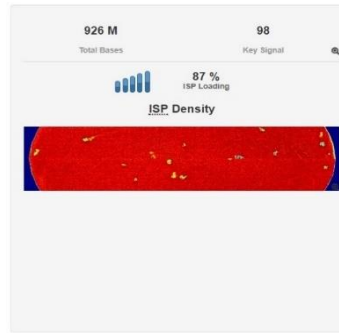 926 M 98
Total Bases Key Signal
87 %
ISP Loading
ISP Density